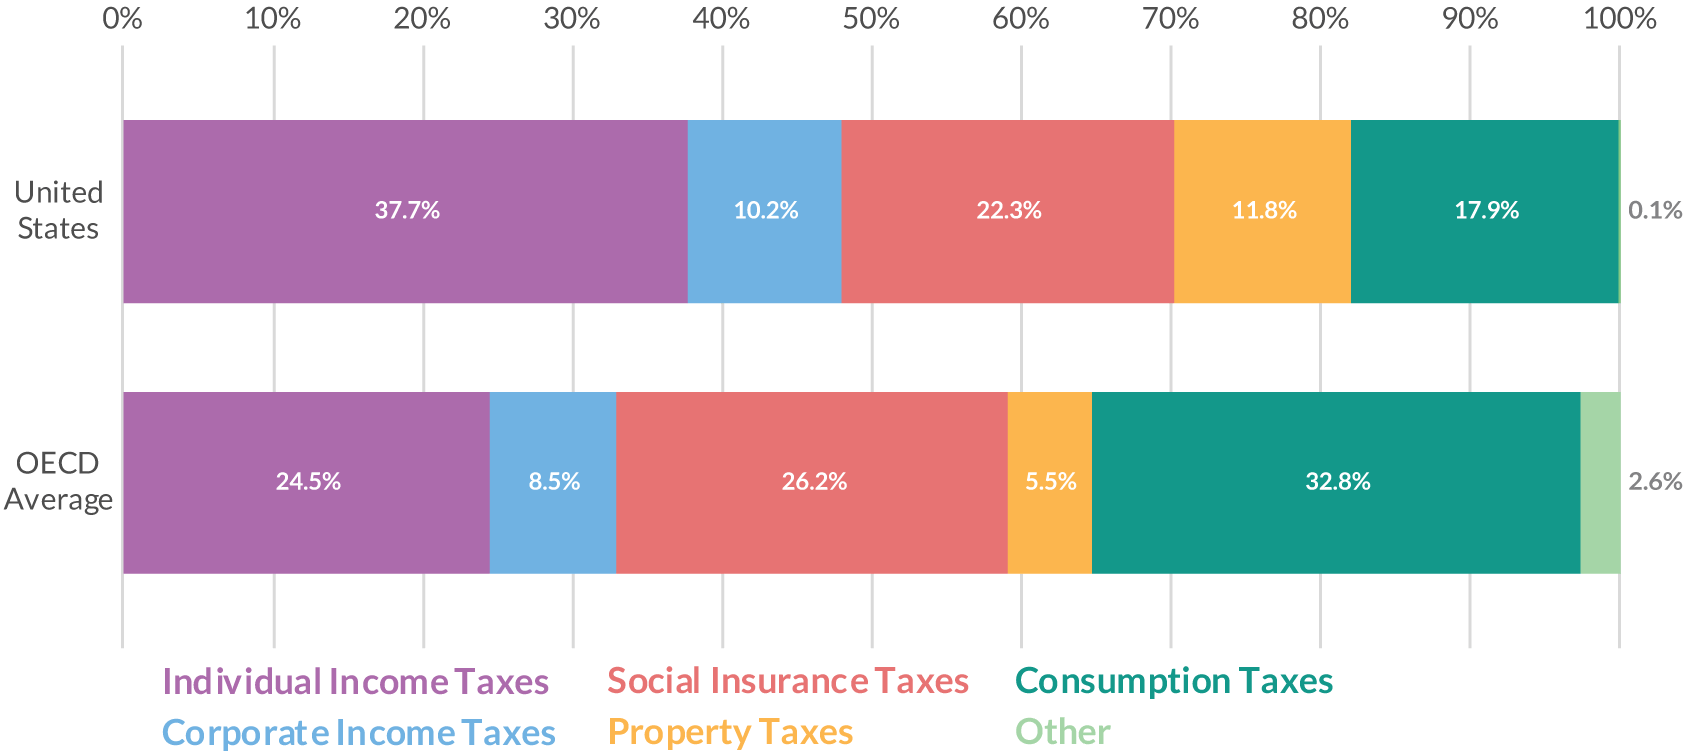 0% 10% 20% 30% 40% 50% 60% 70% 80% 90% 100%
United
States
37.7% 10.2% 22.3% 11.8% 17.9% 0.1%
OECD
Average
24.5% 8.5% 26.2% 5.5% 32.8% 2.6%
Individual Income Taxes Social Insurance Taxes Consumption Taxes
Corporate Income Taxes Property Taxes Other